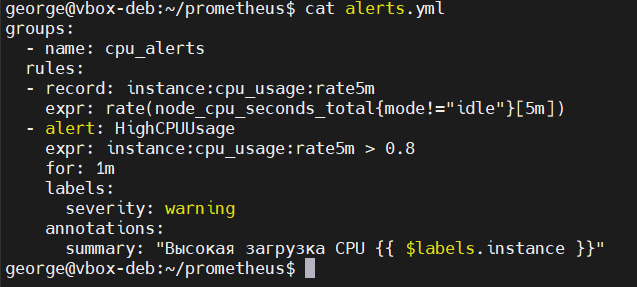 george@vbox-deb:~/prometheus$ cat alerts.yml
groups:
  - name: cpu_alerts
  rules:
  - record: instance:cpu_usage:rate5m
    expr: rate(node_cpu_seconds_total{mode!="idle"}[5m])
  - alert: HighCPUUsage
    expr: instance:cpu_usage:rate5m > 0.8
    for: 1m
    labels:
      severity: warning
    annotations:
      summary: "Высокая загрузка CPU {{ $labels.instance }}"
george@vbox-deb:~/prometheus$